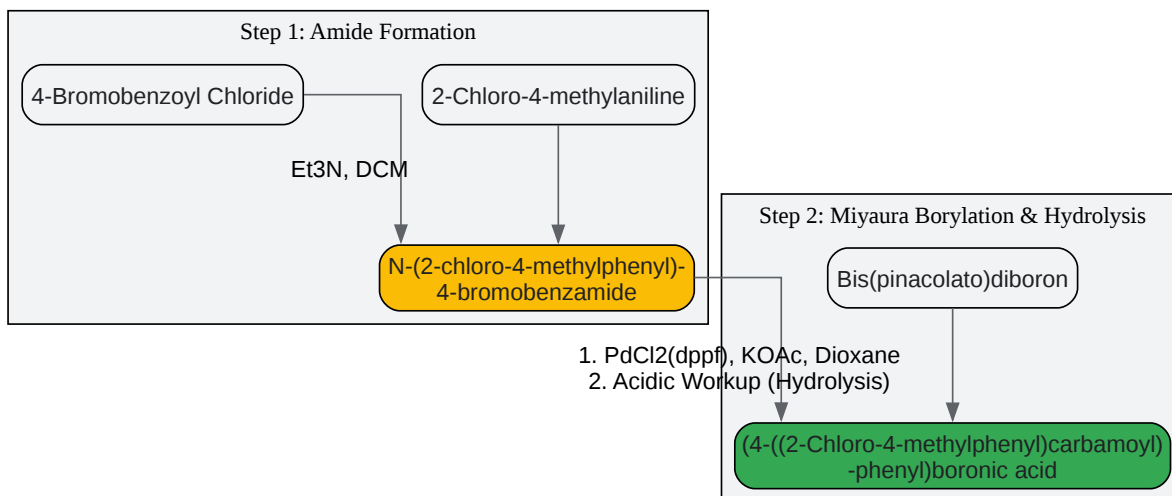 Step 1: Amide Formation
4-Bromobenzoyl Chloride
2-Chloro-4-methylaniline
Et3N, DCM
N-(2-chloro-4-methylphenyl)-
4-bromobenzamide
Step 2: Miyaura Borylation & Hydrolysis
Bis(pinacolato)diboron
1. PdCl2(dppf), KOAc, Dioxane
2. Acidic Workup (Hydrolysis)
(4-((2-Chloro-4-methylphenyl)carbamoyl)
-phenyl)boronic acid